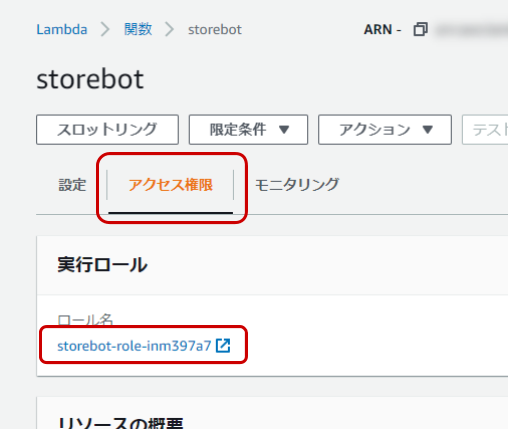 Lambda > 関数 > storebot ARN -
storebot
スロットリング 限定条件 ▼ アクション ▼ テスト
設定 アクセス権限 モニタリング
実行ロール
ロール名
storebot-role-inm397a7
リソースの概要